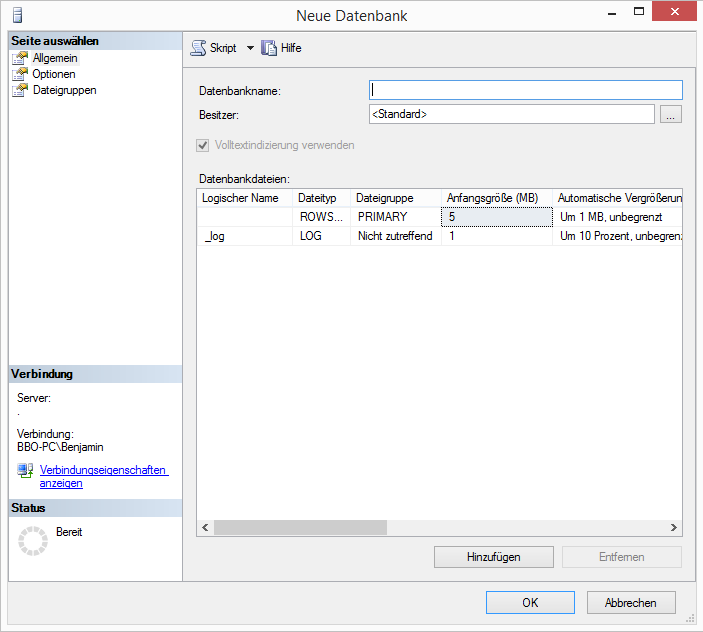 Neue Datenbank
Seite auswählen
Allgemein
Optionen
Dateigruppen
Skript
Hilfe
Datenbankname:
Besitzer:
<Standard>
...
Volltextindizierung verwenden
Datenbankdateien:
Logischer Name Dateityp Dateigruppe Anfangsgröße (MB) Automatische Vergrößerun
ROWS... PRIMARY 5 Um 1 MB, unbegrenzt
_log LOG Nicht zutreffend 1 Um 10 Prozent, unbegrenz
Verbindung
Server:
.
Verbindung:
BBO-PC\Benjamin
Verbindungseigenschaften
anzeigen
Status
Bereit
Hinzufügen
Entfernen
OK
Abbrechen